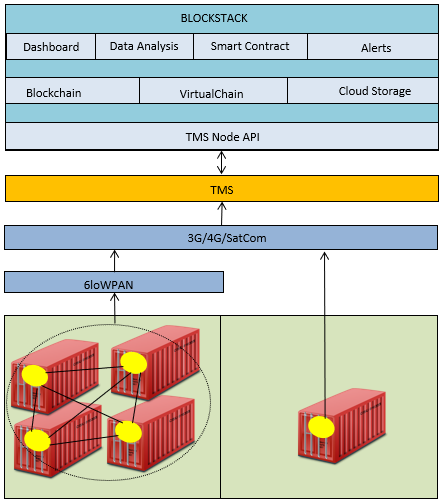 BLOCKSTACK
Dashboard
Data Analysis
Smart Contract
Alerts
Blockchain
VirtualChain
Cloud Storage
TMS Node API
TMS
3G/4G/SatCom
6loWPAN